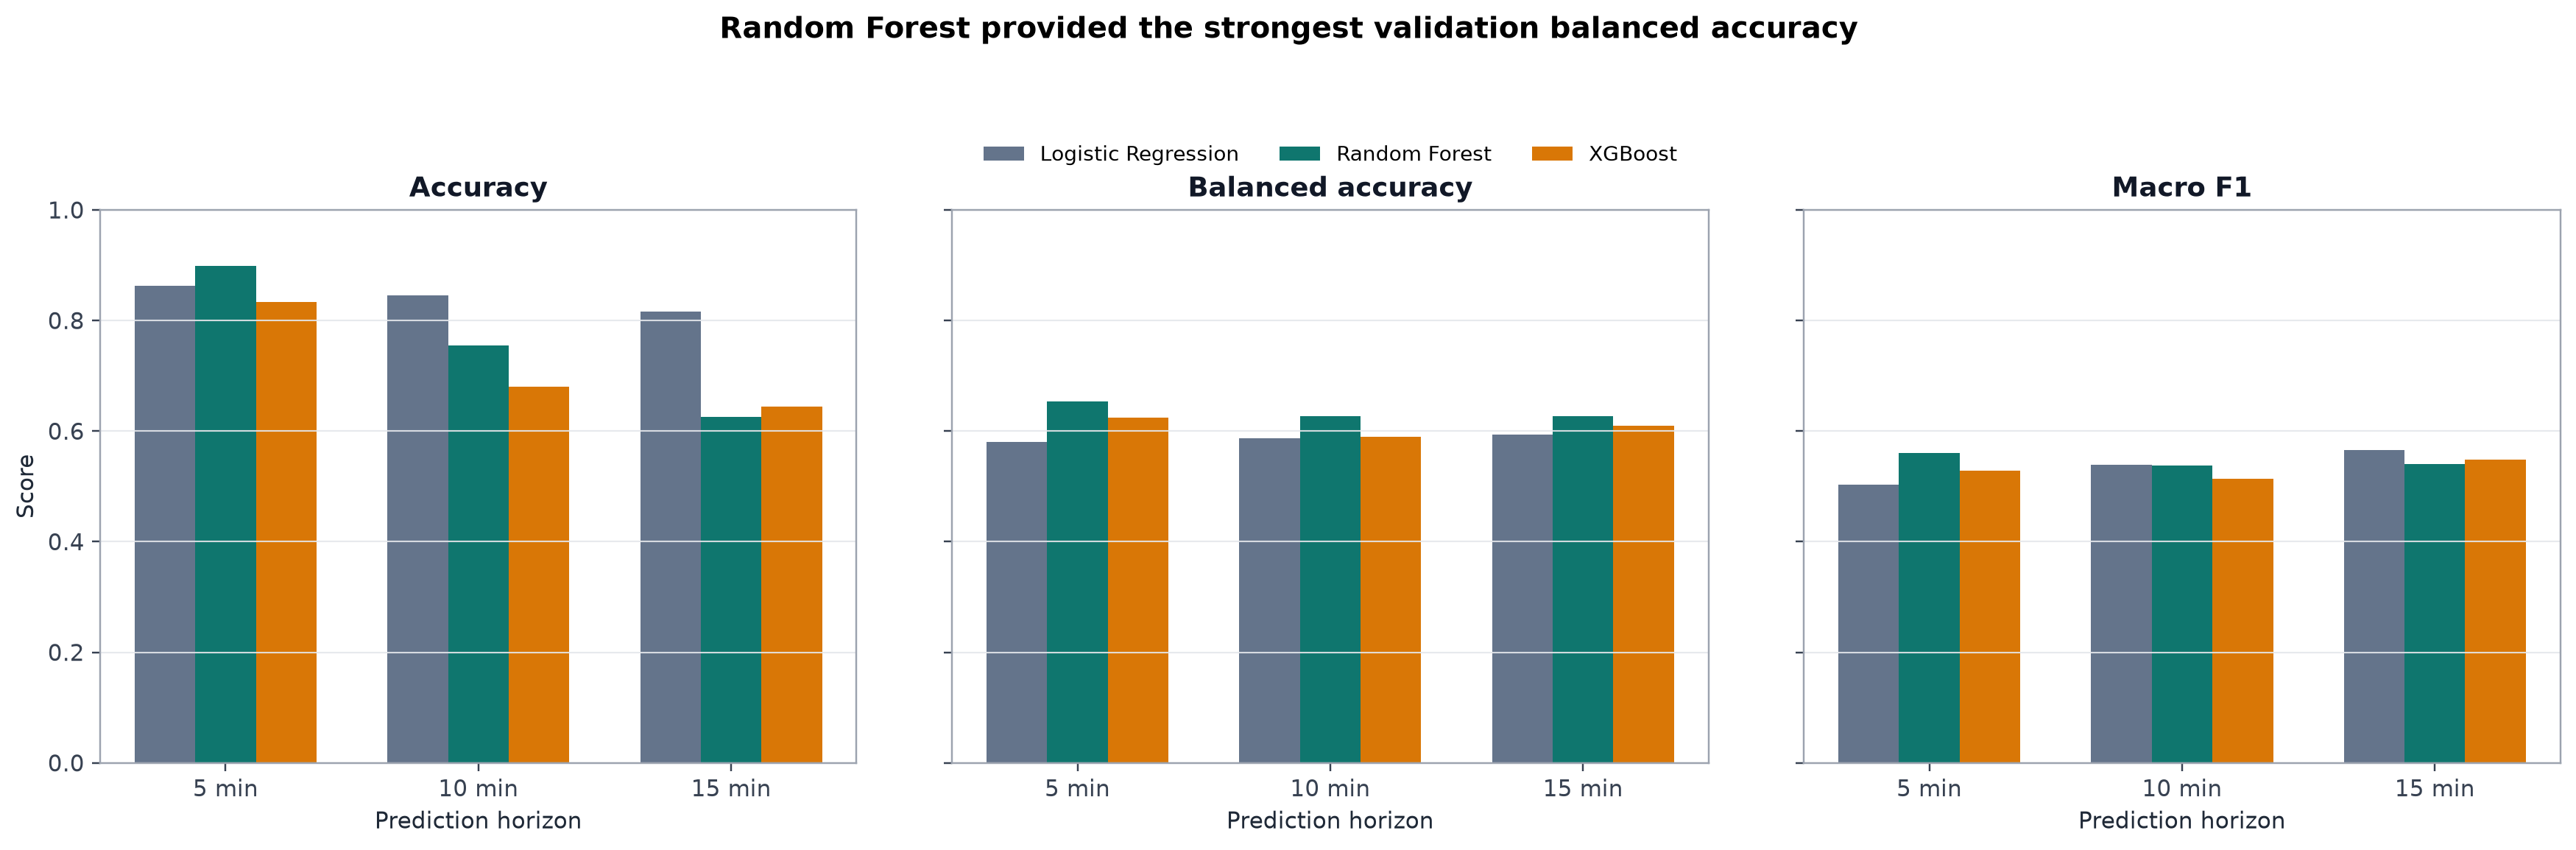 Random Forest provided the strongest validation balanced accuracy
Logistic Regression Random Forest XGBoost
Accuracy
Score
1.0
0.8
0.6
0.4
0.2
0.0
5 min 10 min 15 min
Prediction horizon
Balanced accuracy
5 min 10 min 15 min
Prediction horizon
Macro F1
5 min 10 min 15 min
Prediction horizon